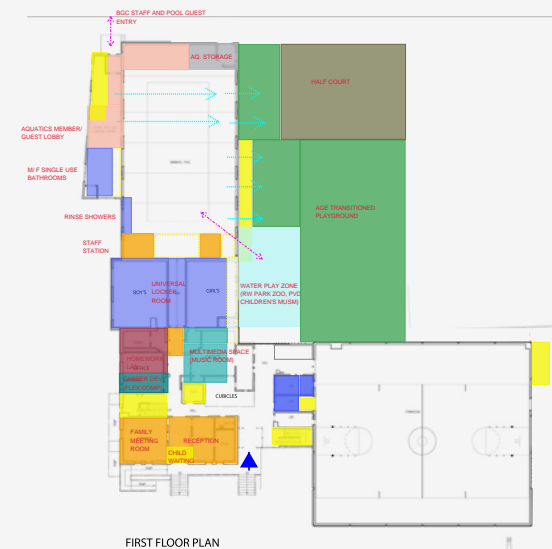 BGC STAFF AND POOL GUEST
ENTRY
AQ. STORAGE
HALF COURT
AQUATICS MEMBER/
GUEST LOBBY
M/ F SINGLE USE
BATHROOMS
RINSE SHOWERS
AGE TRANSITIONED
PLAYGROUND
STAFF
STATION
UNIVERSAL
LOCKER
ROOM
BOY'S
GIRL'S
WATER PLAY ZONE
(RW PARK ZOO, PVD
CHILDREN'S MUSM)
MULTIMEDIA SPACE
(MUSIC ROOM)
HOMEWORK
CUBICLES
FAMILY
MEETING
ROOM
RECEPTION
CHILD
WAITING
FIRST FLOOR PLAN